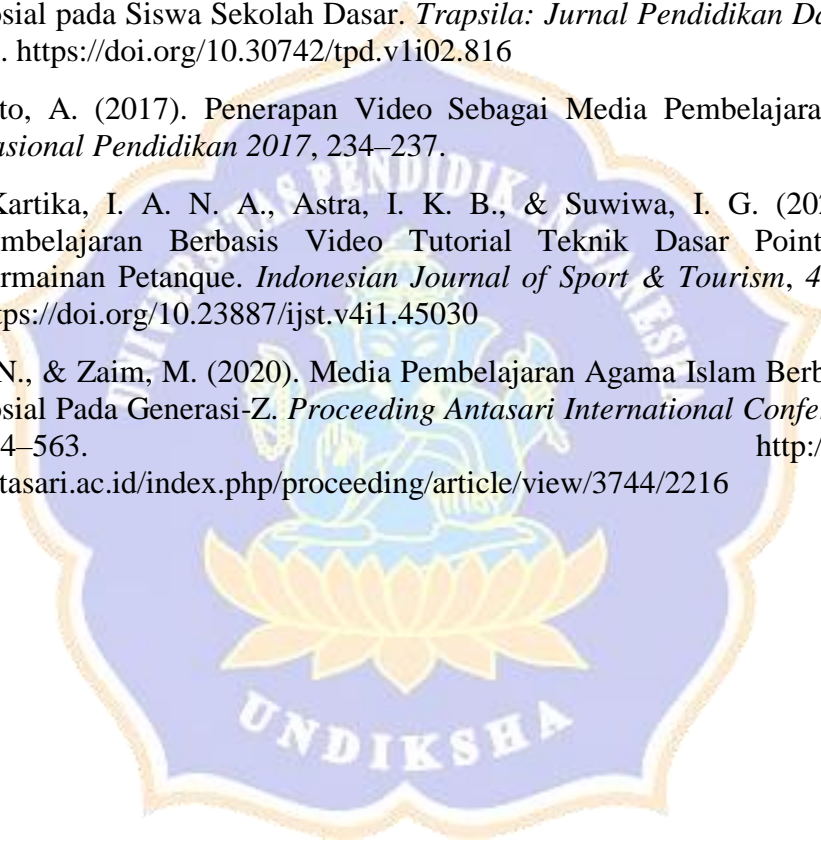 osial pada Siswa Sekolah Dasar. Trapsila: Jurnal Pendidikan Da
. https://doi.org/10.30742/tpd.v1i02.816
to, A. (2017). Penerapan Video Sebagai Media Pembelajara
asional Pendidikan 2017, 234–237.
Kartika, I. A. N. A., Astra, I. K. B., & Suwiwa, I. G. (202
mbelajaran Berbasis Video Tutorial Teknik Dasar Point
ermainan Petanque. Indonesian Journal of Sport & Tourism, 4
tps://doi.org/10.23887/ijst.v4i1.45030
N., & Zaim, M. (2020). Media Pembelajaran Agama Islam Berb
osial Pada Generasi-Z. Proceeding Antasari International Confe
4–563. http:/
tasari.ac.id/index.php/proceeding/article/view/3744/2216
UNIVERSITAS PENDIDIKAN GANESHA
UNDIKSHA